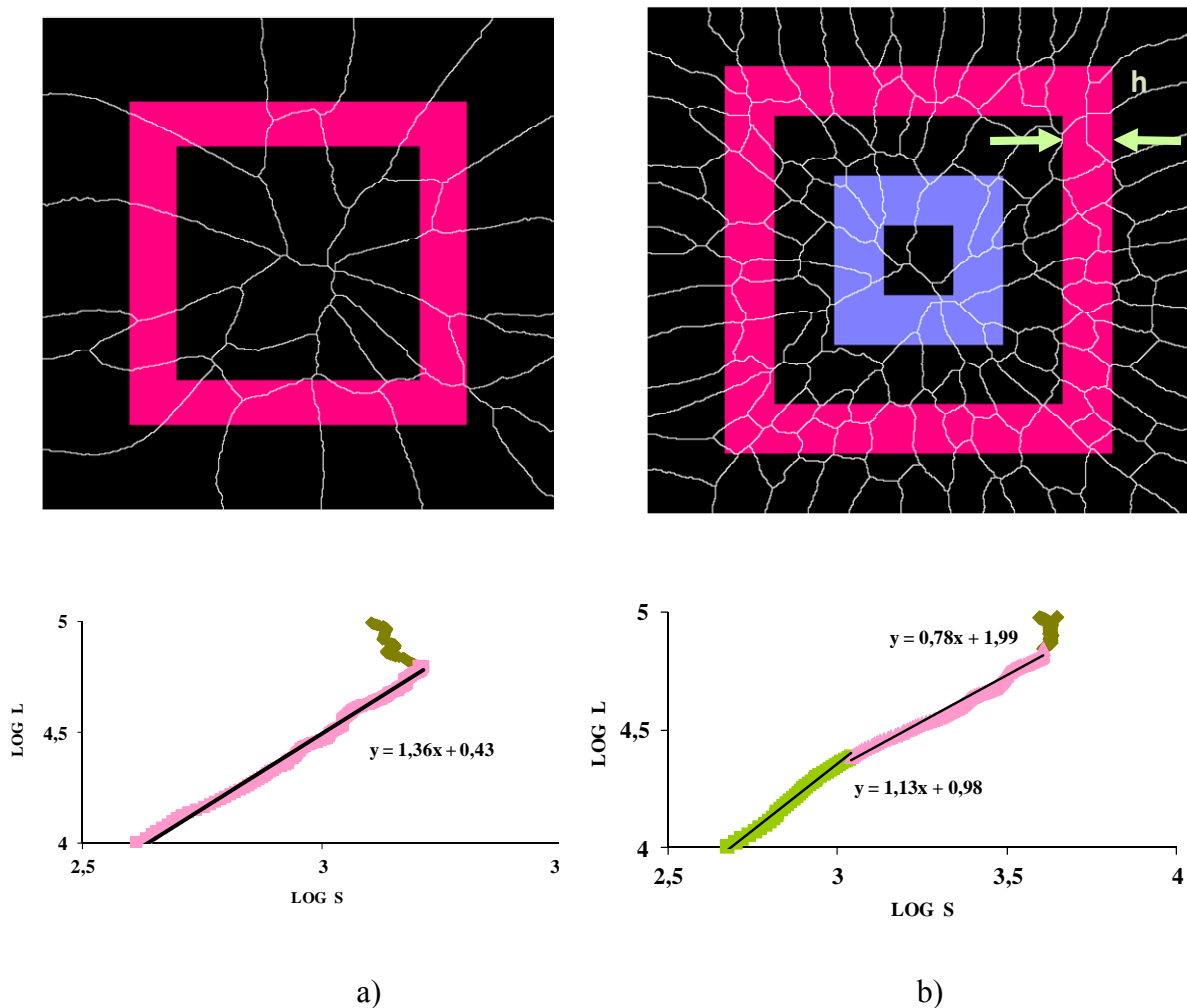 h
5
4,5
4
LOG L
y = 1,36x + 0,43
2,5
3
3
LOG S
5
4,5
4
LOG L
y = 0,78x + 1,99
y = 1,13x + 0,98
2,5
3
3,5
4
LOG S
a)
b)